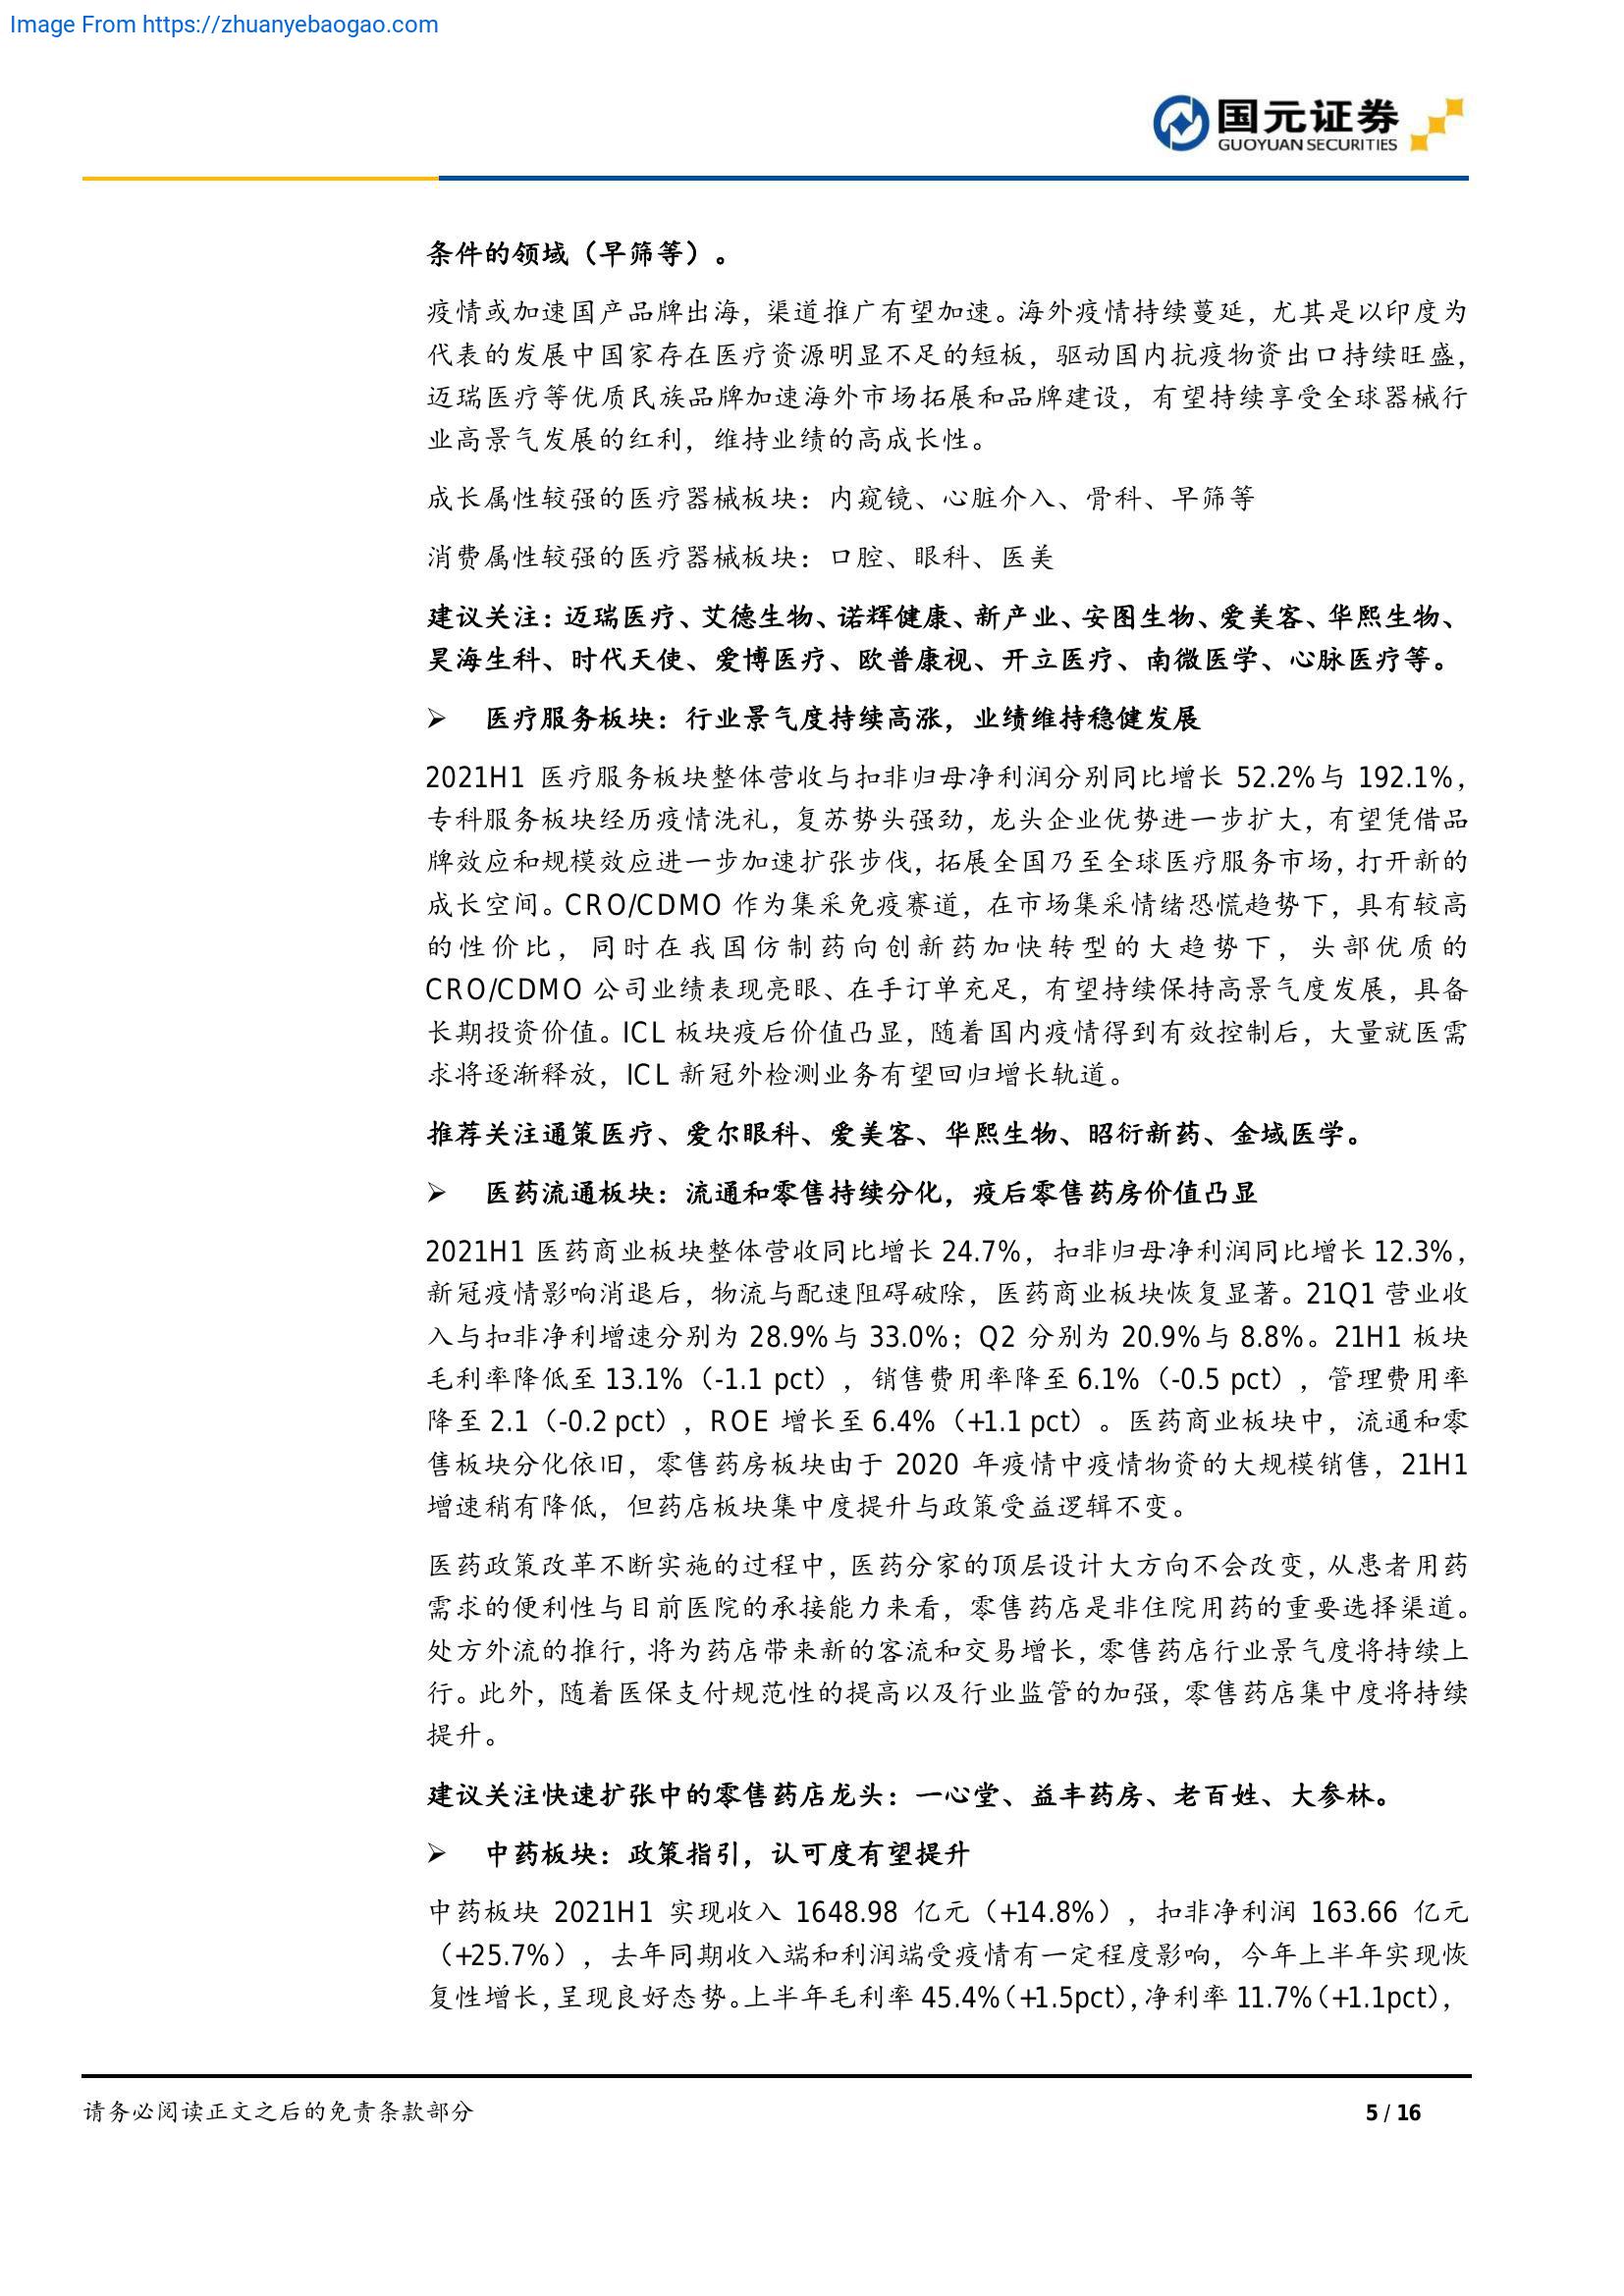 Image From https://zhuanyebaogao.com
国元证券
GUOYUAN SECURITIES
条件的领域（早筛等）。
疫情或加速国产品牌出海，渠道推广有望加速。海外疫情持续蔓延，尤其是以印度为
代表的发展中国家存在医疗资源明显不足的短板，驱动国内抗疫物资出口持续旺盛，
迈瑞医疗等优质民族品牌加速海外市场拓展和品牌建设，有望持续享受全球器械行
业高景气发展的红利，维持业绩的高成长性。
成长属性较强的医疗器械板块：内窥镜、心脏介入、骨科、早筛等
消费属性较强的医疗器械板块：口腔、眼科、医美
建议关注：迈瑞医疗、艾德生物、诺辉健康、新产业、安图生物、爱美客、华熙生物、
昊海生科、时代天使、爱博医疗、欧普康视、开立医疗、南微医学、心脉医疗等。
➢ 医疗服务板块：行业景气度持续高涨，业绩维持稳健发展
2021H1 医疗服务板块整体营收与扣非归母净利润分别同比增长 52.2%与 192.1%，
专科服务板块经历疫情洗礼，复苏势头强劲，龙头企业优势进一步扩大，有望凭借品
牌效应和规模效应进一步加速扩张步伐，拓展全国乃至全球医疗服务市场，打开新的
成长空间。CRO/CDMO 作为集采免疫赛道，在市场集采情绪恐慌趋势下，具有较高
的性价比，同时在我国仿制药向创新药加快转型的大趋势下，头部优质的
CRO/CDMO 公司业绩表现亮眼、在手订单充足，有望持续保持高景气度发展，具备
长期投资价值。ICL 板块疫后价值凸显，随着国内疫情得到有效控制后，大量就医需
求将逐渐释放，ICL 新冠外检测业务有望回归增长轨道。
推荐关注通策医疗、爱尔眼科、爱美客、华熙生物、昭衍新药、金域医学。
➢ 医药流通板块：流通和零售持续分化，疫后零售药房价值凸显
2021H1 医药商业板块整体营收同比增长 24.7%，扣非归母净利润同比增长 12.3%，
新冠疫情影响消退后，物流与配速阻碍破除，医药商业板块恢复显著。21Q1 营业收
入与扣非净利增速分别为 28.9%与 33.0%；Q2 分别为 20.9%与 8.8%。21H1 板块
毛利率降低至 13.1%（-1.1 pct），销售费用率降至 6.1%（-0.5 pct），管理费用率
降至 2.1（-0.2 pct），ROE 增长至 6.4%（+1.1 pct）。医药商业板块中，流通和零
售板块分化依旧，零售药房板块由于 2020 年疫情中疫情物资的大规模销售，21H1
增速稍有降低，但药店板块集中度提升与政策受益逻辑不变。
医药政策改革不断实施的过程中，医药分家的顶层设计大方向不会改变，从患者用药
需求的便利性与目前医院的承接能力来看，零售药店是非住院用药的重要选择渠道。
处方外流的推行，将为药店带来新的客流和交易增长，零售药店行业景气度将持续上
行。此外，随着医保支付规范性的提高以及行业监管的加强，零售药店集中度将持续
提升。
建议关注快速扩张中的零售药店龙头：一心堂、益丰药房、老百姓、大参林。
➢ 中药板块：政策指引，认可度有望提升
中药板块 2021H1 实现收入 1648.98 亿元（+14.8%），扣非净利润 163.66 亿元
（+25.7%），去年同期收入端和利润端受疫情有一定程度影响，今年上半年实现恢
复性增长，呈现良好态势。上半年毛利率 45.4%（+1.5pct），净利率 11.7%（+1.1pct），
请务必阅读正文之后的免责条款部分
5 / 16